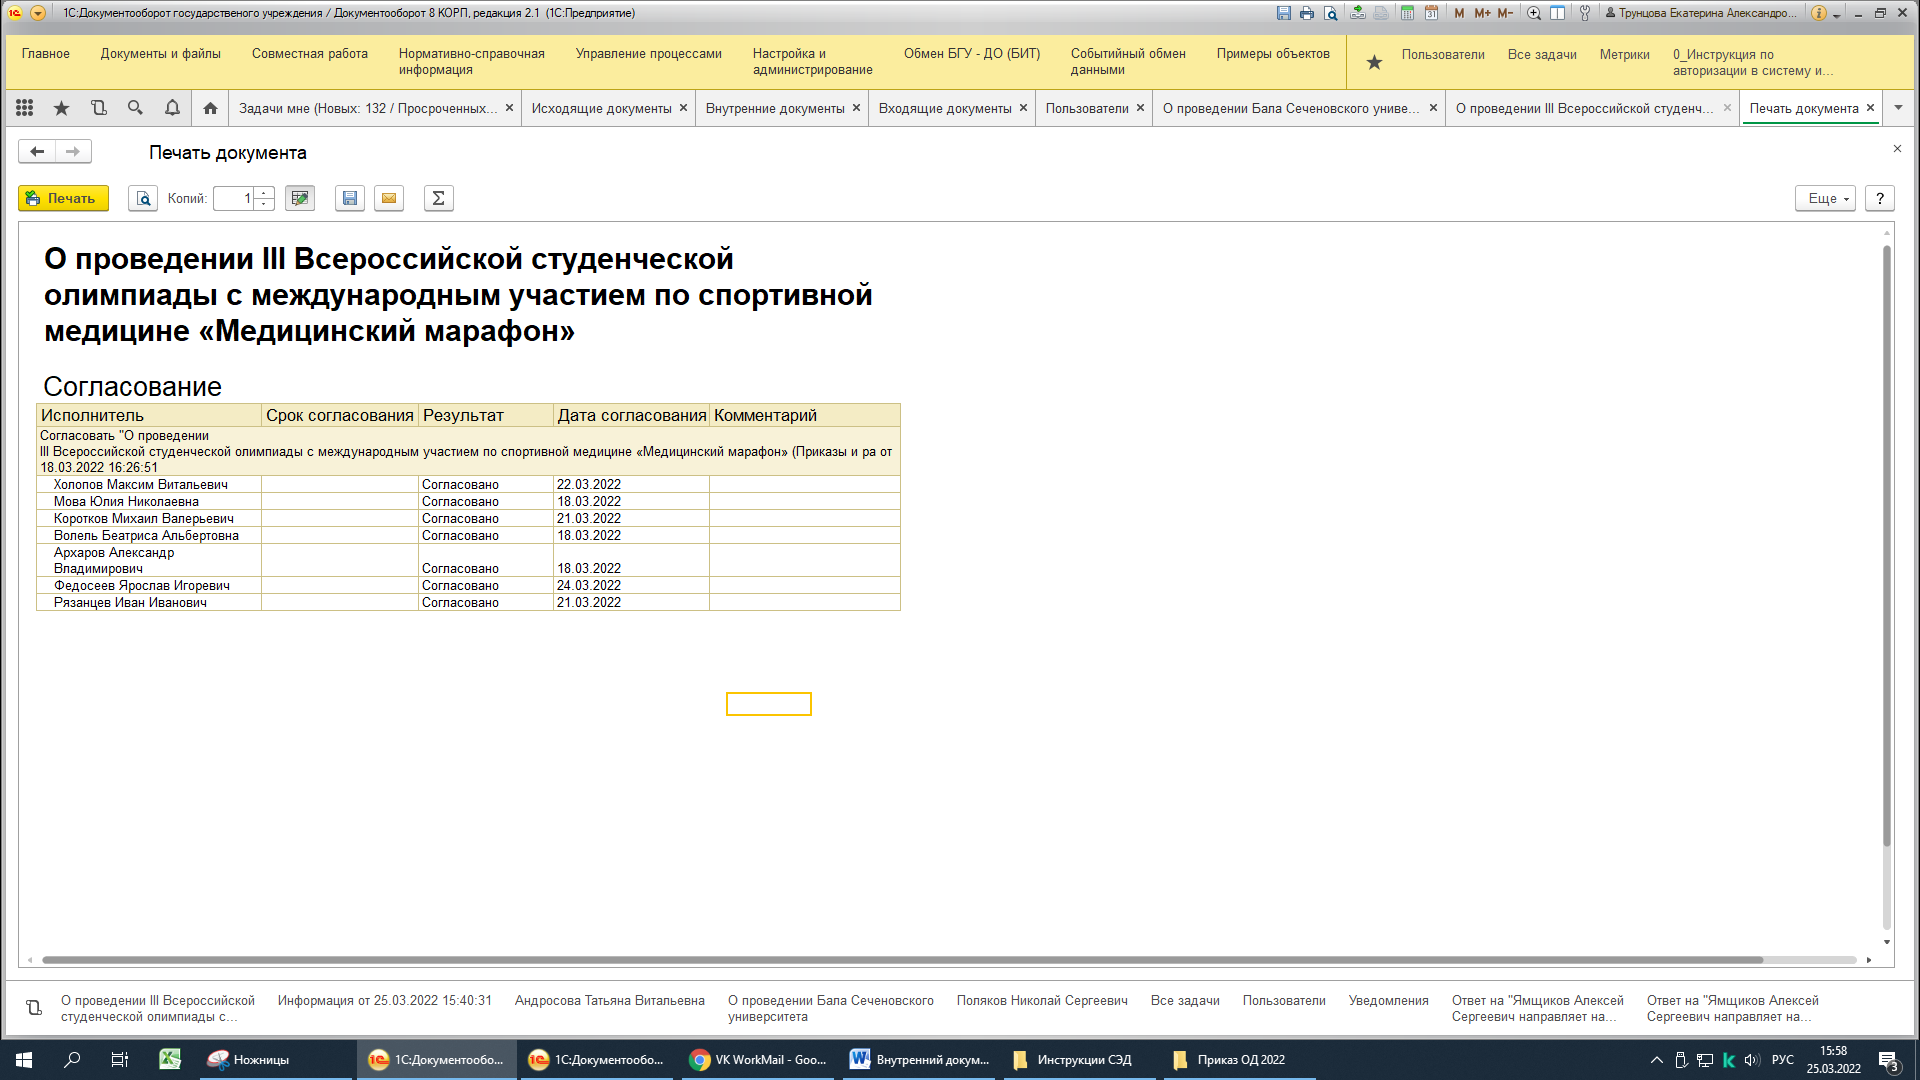 1С:Документооборот государственого учреждения / Документооборот 8 КОРП, редакция 2.1 (1С:Предприятие)
M M+ M-
Трунцова Екатерина Александро...
Главное
Документы и файлы
Совместная работа
Нормативно-справочная
информация
Управление процессами
Настройка и
администрирование
Обмен БГУ - ДО (БИТ)
Событийный обмен
данными
Примеры объектов
Пользователи
Все задачи
Метрики
0_Инструкция по
авторизации в систему и...
Задачи мне (Новых: 132 / Просроченных...
Исходящие документы
Внутренние документы
Входящие документы
Пользователи
О проведении Бала Сеченовского униве...
О проведении III Всероссийской студенч...
Печать документа
Печать документа
Печать
Копий:
1
Еще
?
О проведении III Всероссийской студенческой
олимпиады с международным участием по спортивной
медицине «Медицинский марафон»
Согласование
Исполнитель Срок согласования Результат Дата согласования Комментарий
Согласовать "О проведении
III Всероссийской студенческой олимпиады с международным участием по спортивной медицине «Медицинский марафон» (Приказы и ра от
18.03.2022 16:26:51
Холопов Максим Витальевич Согласовано 22.03.2022
Мова Юлия Николаевна Согласовано 18.03.2022
Коротков Михаил Валерьевич Согласовано 21.03.2022
Волель Беатриса Альбертовна Согласовано 18.03.2022
Архаров Александр
Владимирович Согласовано 18.03.2022
Федосеев Ярослав Игоревич Согласовано 24.03.2022
Рязанцев Иван Иванович Согласовано 21.03.2022
О проведении III Всероссийской
студенческой олимпиады с...
Информация от 25.03.2022 15:40:31
Андросова Татьяна Витальевна
О проведении Бала Сеченовского
университета
Поляков Николай Сергеевич
Все задачи
Пользователи
Уведомления
Ответ на "Ямщиков Алексей
Сергеевич направляет на...
Ответ на "Ямщиков Алексей
Сергеевич направляет на...
Ножницы
1С:Документообо...
1С:Документообо...
VK WorkMail - Goo...
Внутренний докум...
Инструкции СЭД
Приказ ОД 2022
РУС
15:58
25.03.2022
3